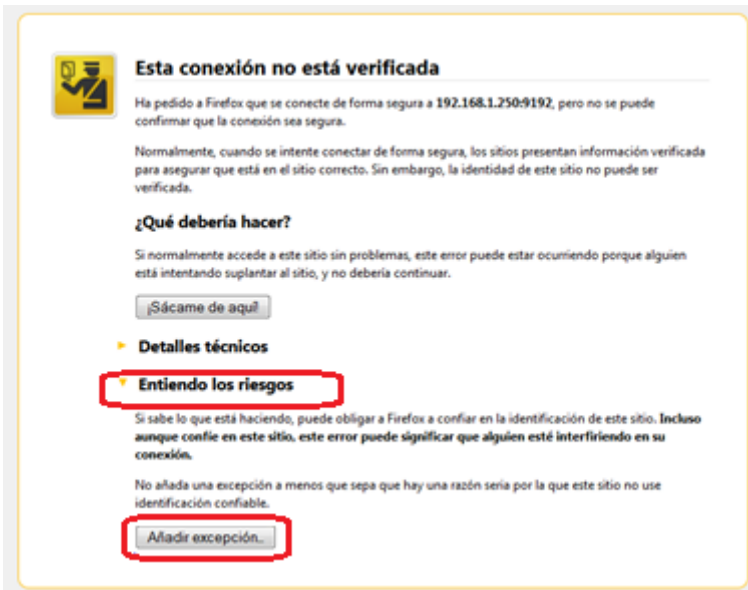 Esta conexión no está verificada
Ha pedido a Firefox que se conecte de forma segura a 192.168.1.250:9192, pero no se puede
confirmar que la conexión sea segura.
Normalmente, cuando se intente conectar de forma segura, los sitios presentan información verificada
para asegurar que está en el sitio correcto. Sin embargo, la identidad de este sitio no puede ser
verificada.
¿Qué debería hacer?
Si normalmente accede a este sitio sin problemas, este error puede estar ocurriendo porque alguien
está intentando suplantar al sitio, y no debería continuar.
¡Sácame de aquí!
Detalles técnicos
Entiendo los riesgos
Si sabe lo que está haciendo, puede obligar a Firefox a confiar en la identificación de este sitio. Incluso
aunque confíe en este sitio, este error puede significar que alguien esté interfiriendo en su
conexión.
No añada una excepción a menos que sepa que hay una razón seria por la que este sitio no use
identificación confiable.
Añadir excepción..